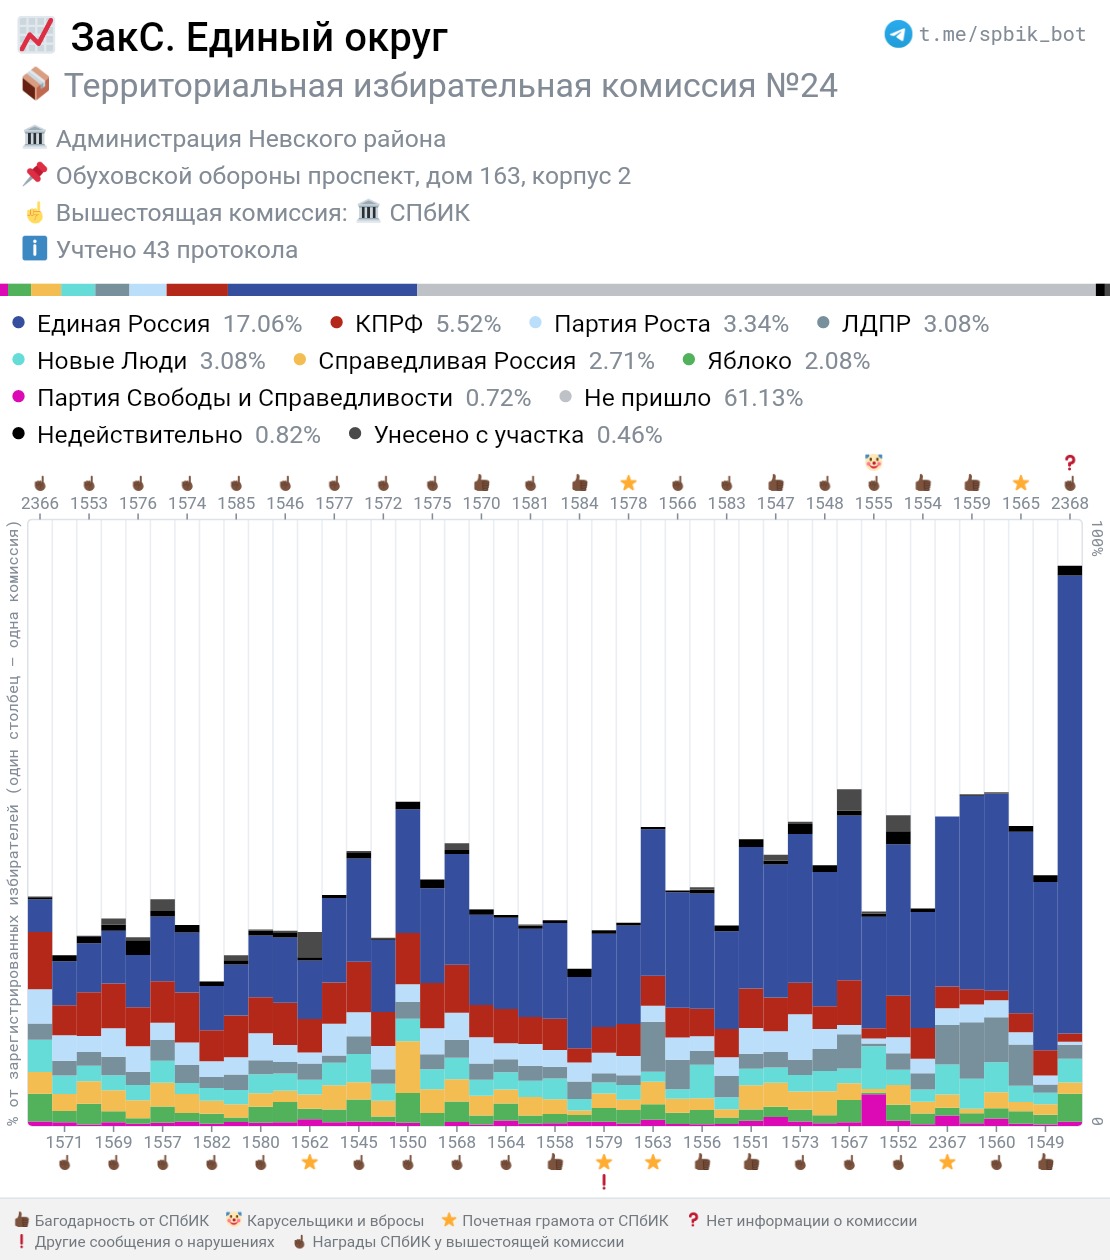 ЗакС. Единый округ
t.me/spbik_bot
Территориальная избирательная комиссия №24
Администрация Невского района
Обуховской обороны проспект, дом 163, корпус 2
Вышестоящая комиссия: СПбИК
Учтено 43 протокола
Единая Россия 17.06% КПРФ 5.52% Партия Роста 3.34% ЛДПР 3.08%
Новые Люди 3.08% Справедливая Россия 2.71% Яблоко 2.08%
Партия Свободы и Справедливости 0.72% Не пришло 61.13%
Недействительно 0.82% Унесено с участка 0.46%
2366 1553 1576 1574 1585 1546 1577 1572 1575 1570 1581 1584 1578 1566 1583 1547 1548 1555 1554 1559 1565 2368
% от зарегистрированных избирателей (один столбец – одна комиссия)
100%
0
1571 1569 1557 1582 1580 1562 1545 1550 1568 1564 1558 1579 1563 1556 1551 1573 1567 1552 2367 1560 1549
Багодарность от СПбИК Карусельщики и вбросы Почетная грамота от СПбИК Нет информации о комиссии
Другие сообщения о нарушениях Награды СПбИК у вышестоящей комиссии